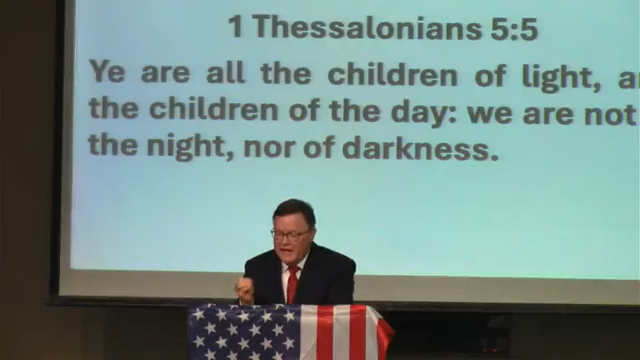 1 Thessalonians 5:5
Ye are all the children of light,
the children of the day: we are not
the night, nor of darkness.